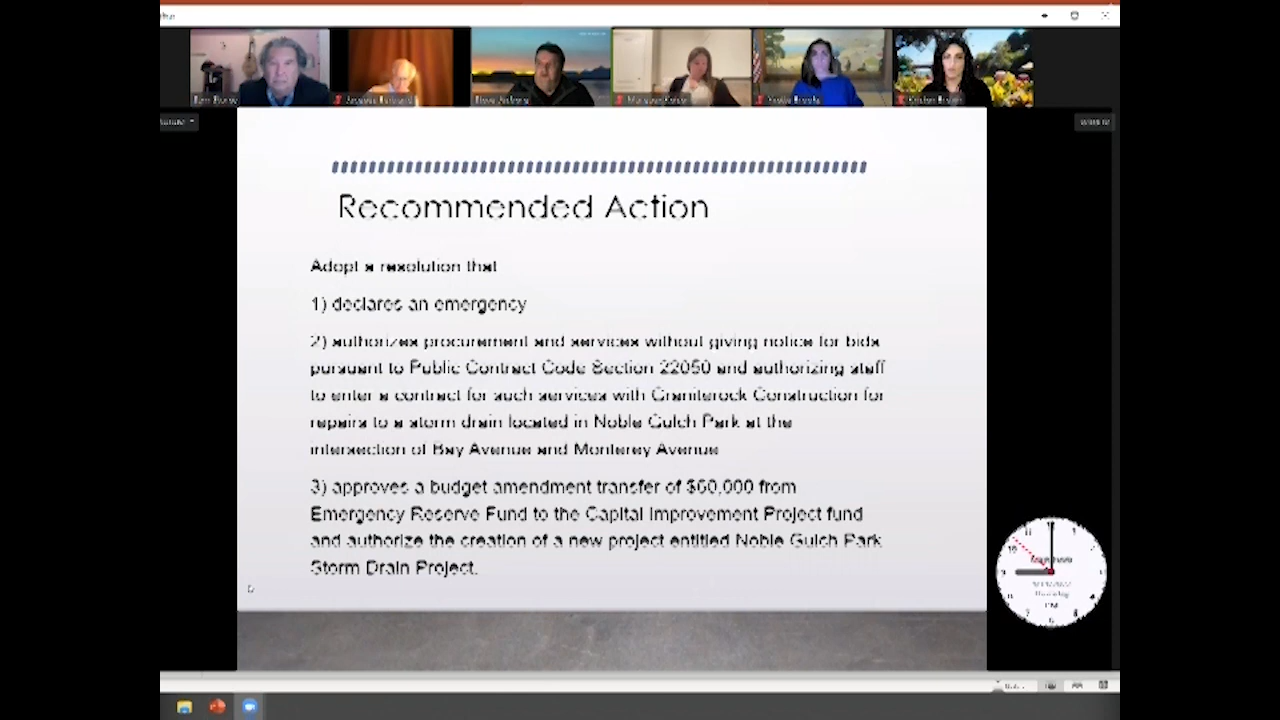 Recommended Action
Adopt a resolution that
1) declares an emergency
2) authorizes procurement and services without giving notice for bids
pursuant to Public Contract Code Section 22050 and authorizing staff
to enter a contract for such services with Graniterock Construction for
repairs to a storm drain located in Noble Gulch Park at the
intersection of Bay Avenue and Monterey Avenue
3) approves a budget amendment transfer of from
Emergency Reserve Fund to the Capital Improvement Project fund
and authorize the creation of a new project entitled Noble Gulch Park
Storm Drain Project.
PM